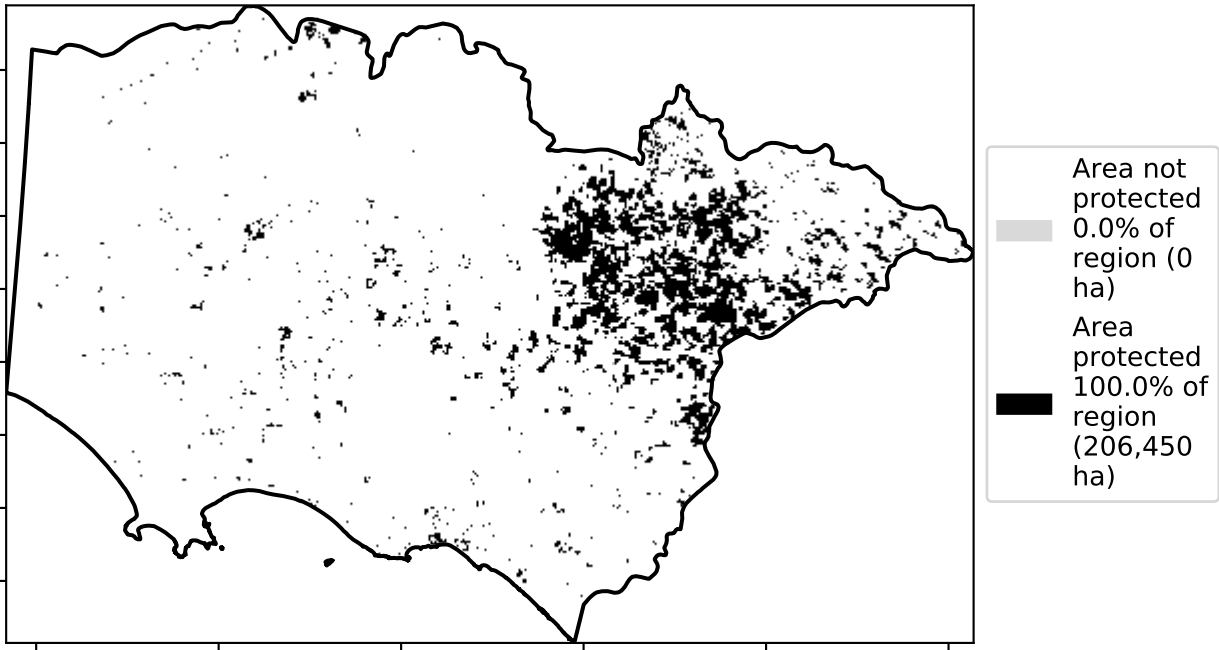 Area not
protected
0.0% of
region (0
ha)
Area
protected
100.0% of
region
(206,450
ha)